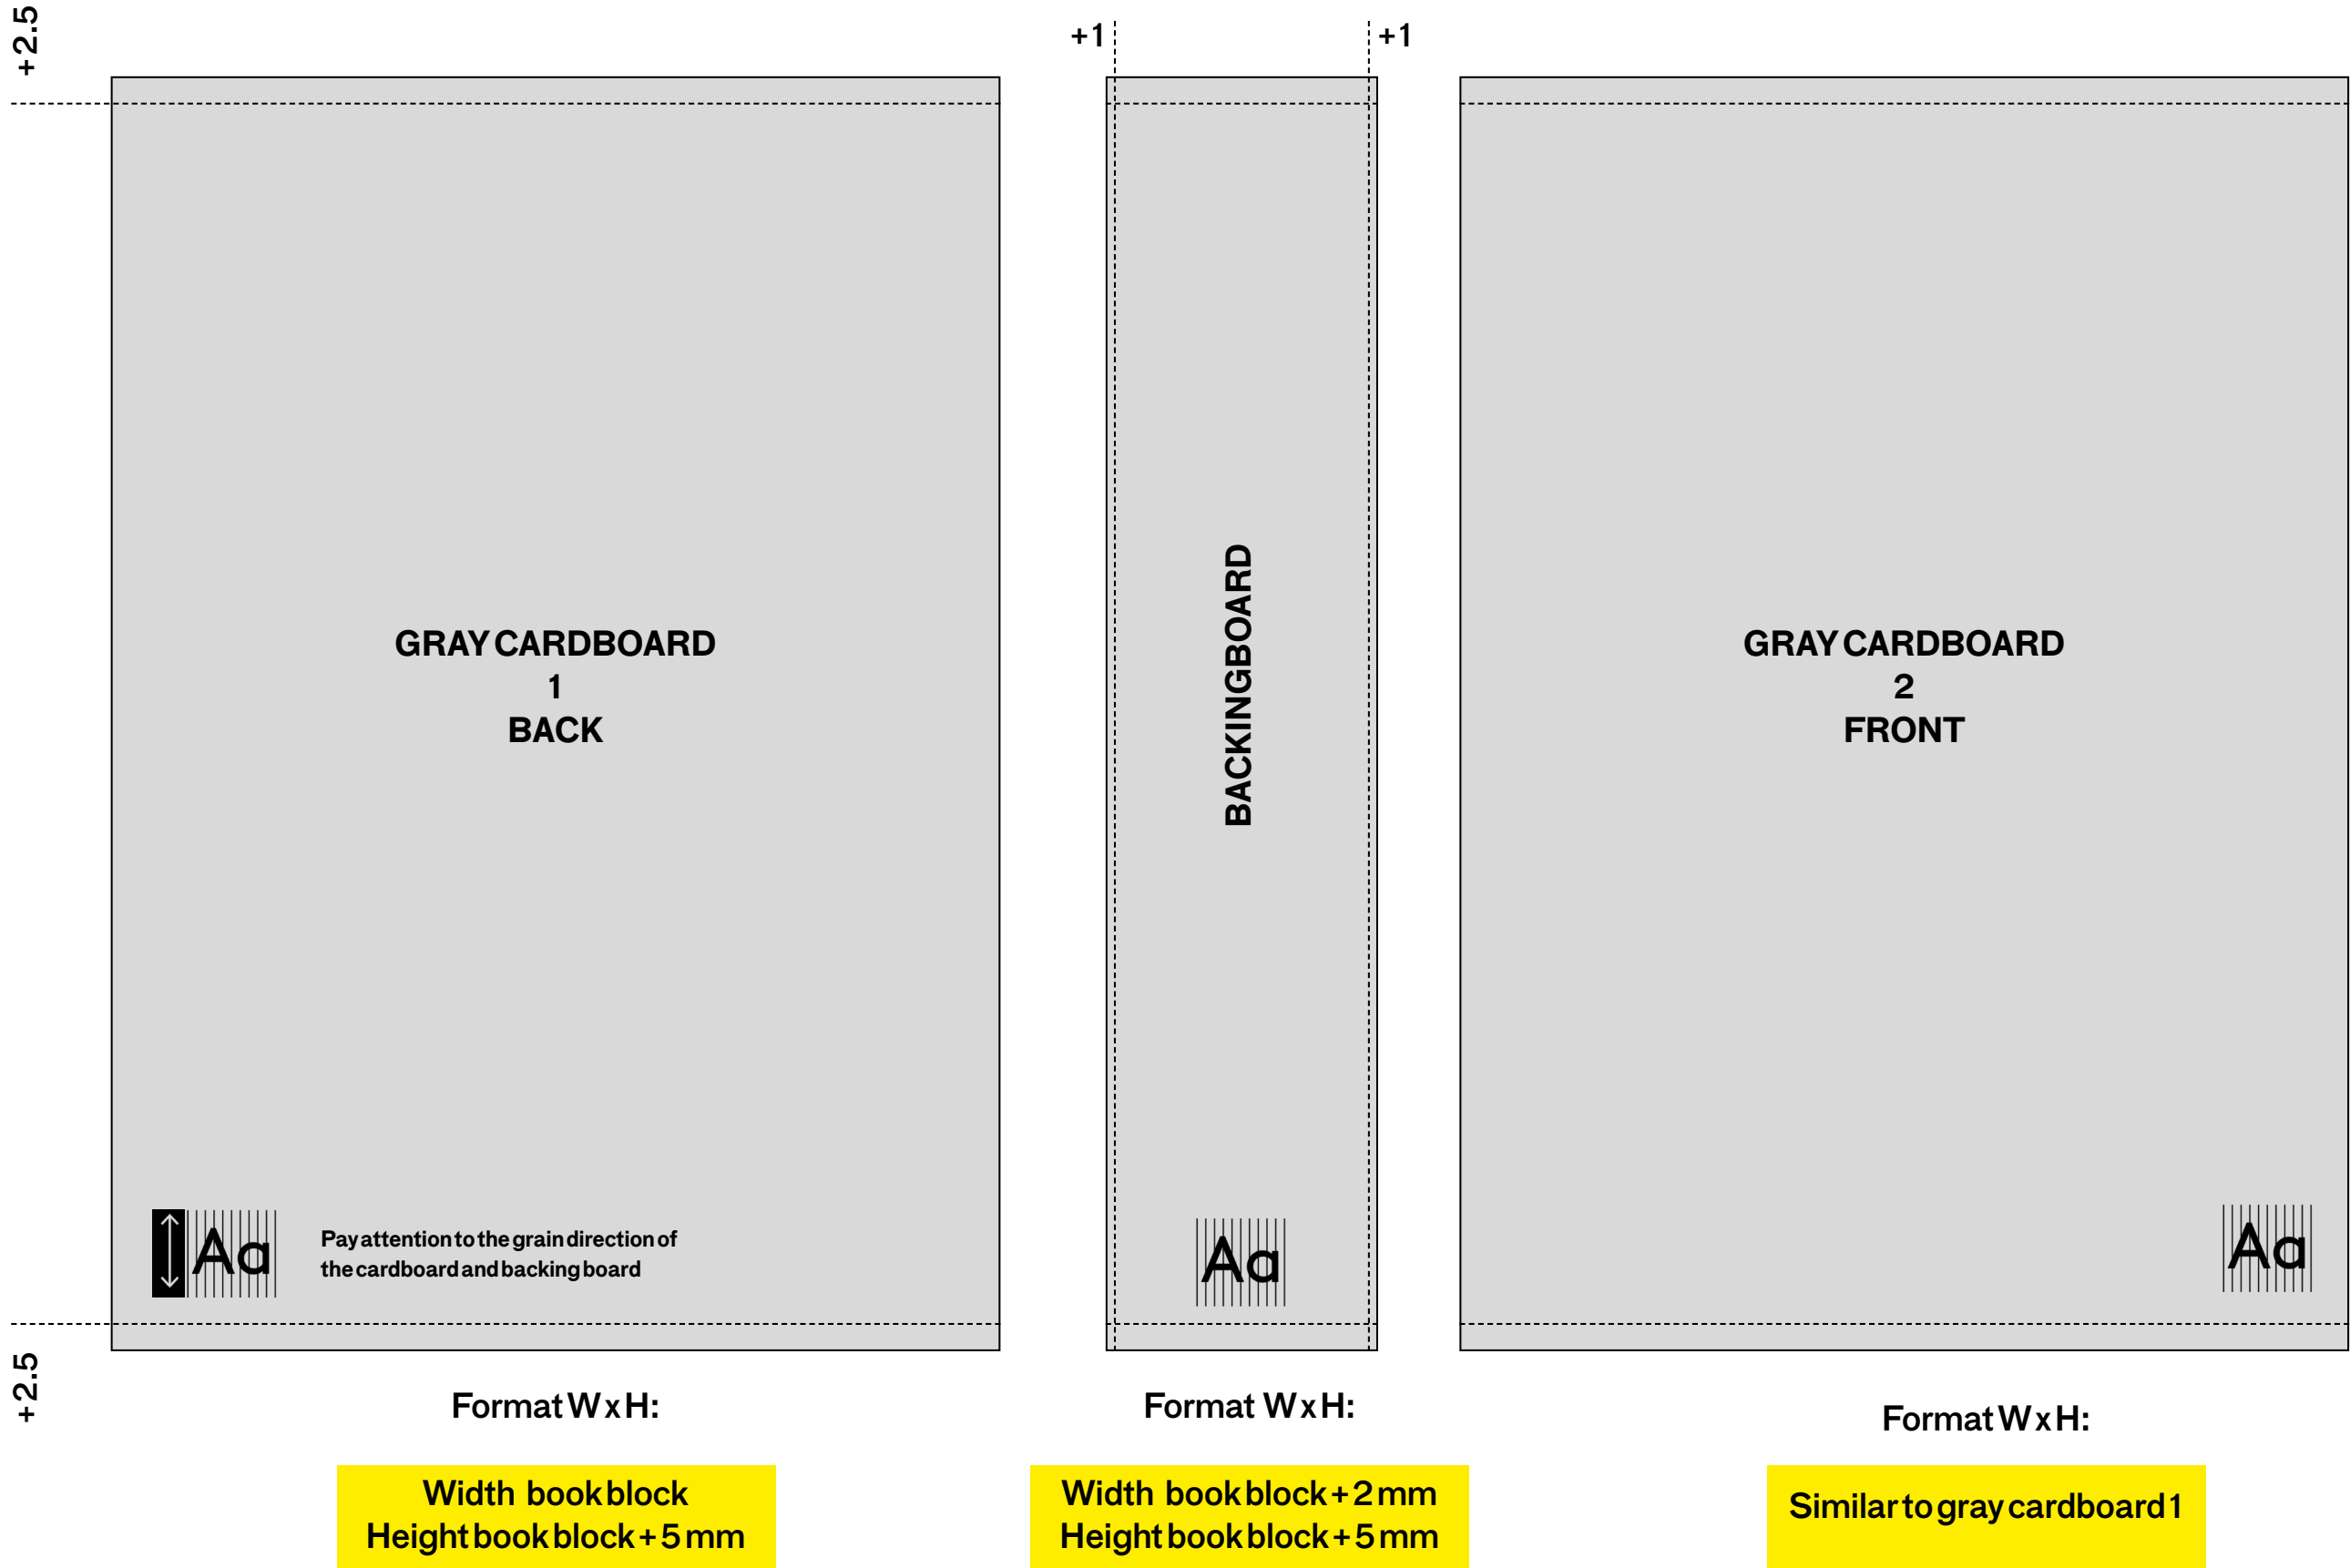 +2.5
+1
+1
GRAY CARDBOARD
1
BACK
BACKINGBOARD
GRAY CARDBOARD
2
FRONT
Aa
Pay attention to the grain direction of
the cardboard and backing board
Aa
Aa
+2.5
Format W x H:
Width book block
Height book block + 5 mm
Format W x H:
Width book block + 2 mm
Height book block + 5 mm
Format W x H:
Similar to gray cardboard 1